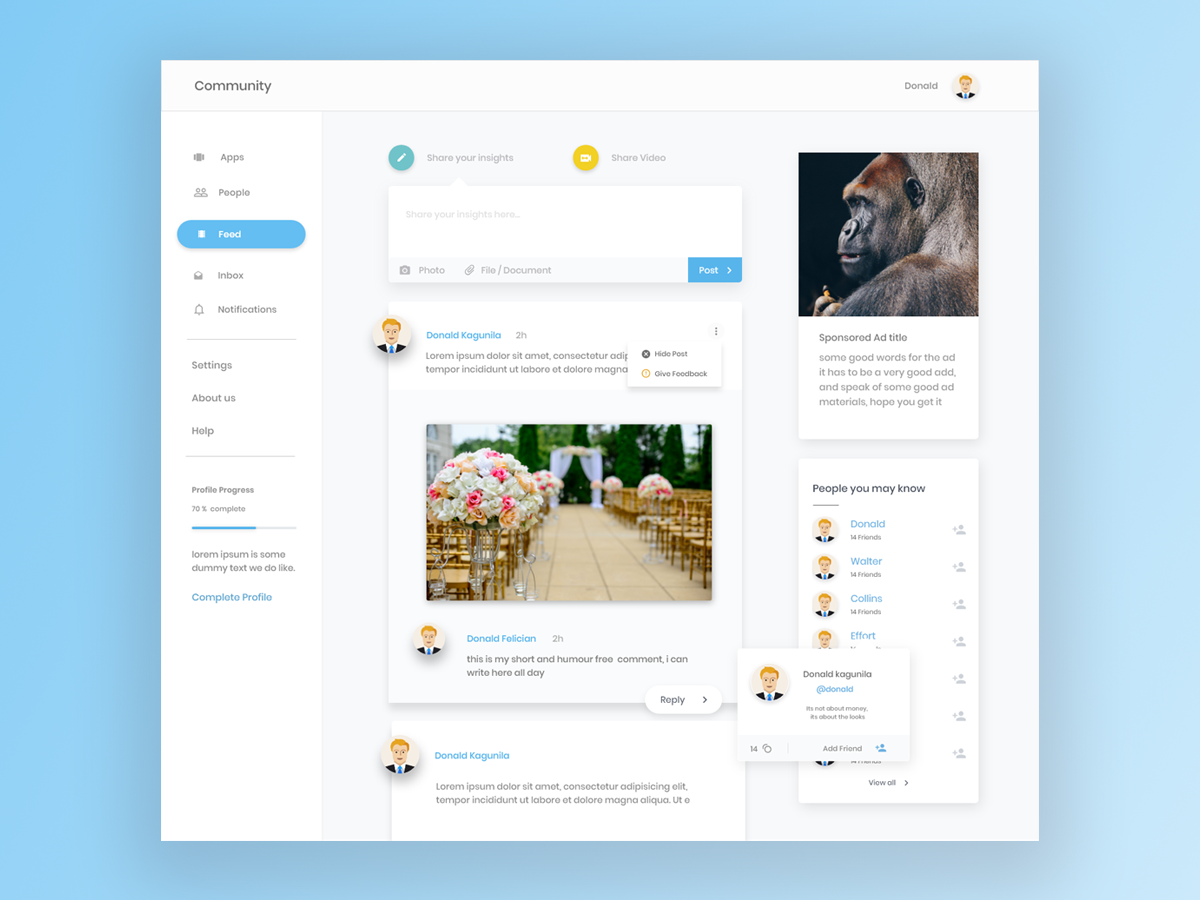 Community
Donald
Apps
People
Feed
Inbox
Notifications
Settings
About us
Help
Profile Progress
70 % complete
lorem ipsum is some
dummy text we do like.
Complete Profile
Share your insights
Share Video
Share your insights here...
Photo
File / Document
Post
Donald Kagunila 2h
Lorem ipsum dolor sit amet, consectetur adip
tempor incididunt ut labore et dolore magna
Hide Post
Give Feedback
Donald Felician 2h
this is my short and humour free comment, i can
write here all day
Reply
Donald Kagunila
Lorem ipsum dolor sit amet, consectetur adipisicing elit,
tempor incididunt ut labore et dolore magna aliqua. Ut e
Sponsored Ad title
some good words for the ad
it has to be a very good add,
and speak of some good ad
materials, hope you get it
People you may know
Donald
14 Friends
Walter
14 Friends
Collins
14 Friends
Effort
Donald kagunila
@donald
Its not about money,
its about the looks
14
Add Friend
14 Friends
View all